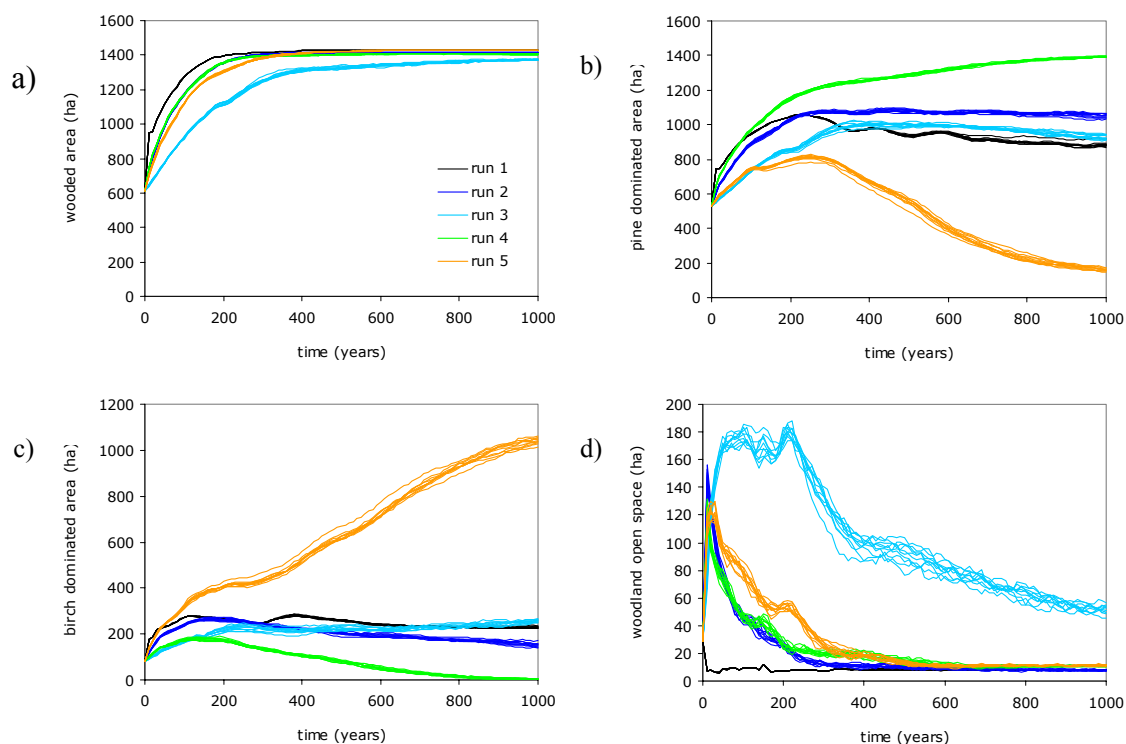 a)
wooded area (ha)
1600
1400
1200
1000
800
600
400
200
0
0 200 400 600 800 1000
time (years)
run 1
run 2
run 3
run 4
run 5
b)
pine dominated area (ha)
1600
1400
1200
1000
800
600
400
200
0
0 200 400 600 800 1000
time (years)
c)
birch dominated area (ha)
1200
1000
800
600
400
200
0
0 200 400 600 800 1000
time (years)
d)
woodland open space (ha)
200
180
160
140
120
100
80
60
40
20
0
0 200 400 600 800 1000
time (years)